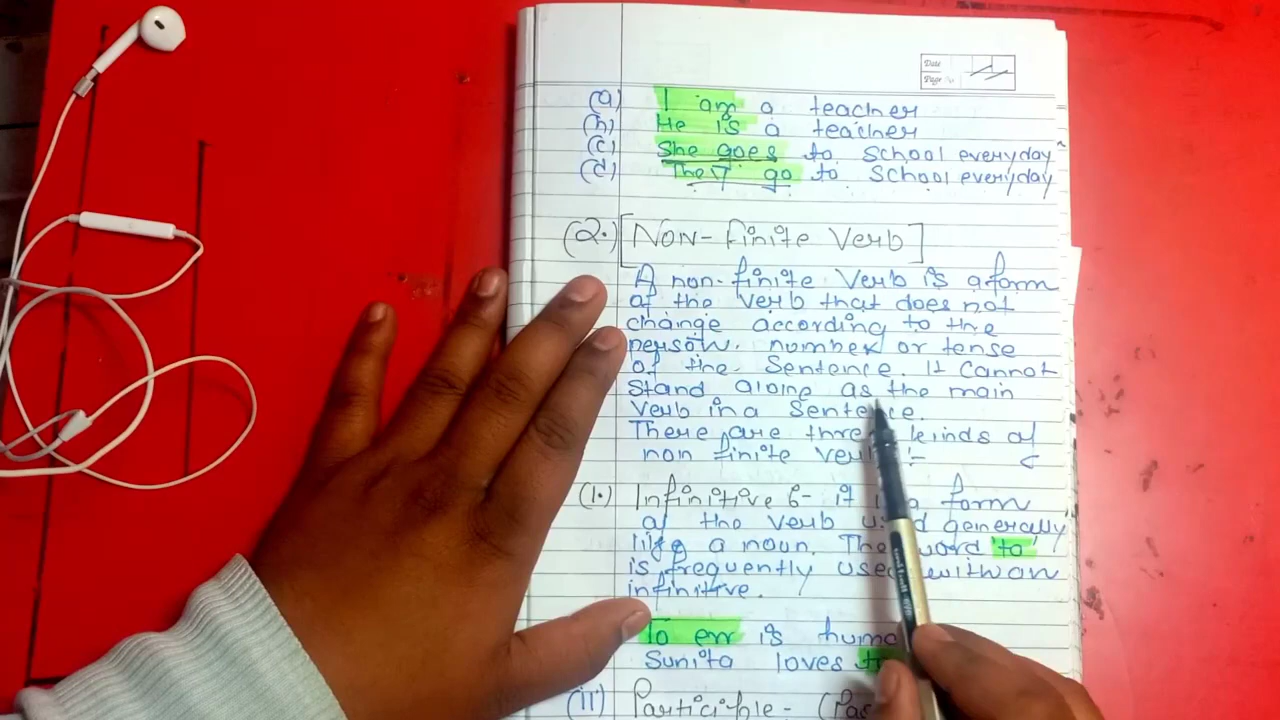 Date
Page
(a) I am a teacher
(b) He is a teacher
(c) She goes to School everyday
(d) They go to School everyday
(2.) [Non-finite Verb]
A non-finite Verb is a form
of the verb that does not
change according to the
person, number or tense
of the Sentence. It Cannot
Stand alone as the main
Verb in a Sentence.
There are three kinds of
non finite verb :-
(i.) Infinitive :- it is a form
of the verb used generally
like a noun. The word 'to'
is frequently used with an
infinitive.
To err is
Sunita loves
(ii) Participle -